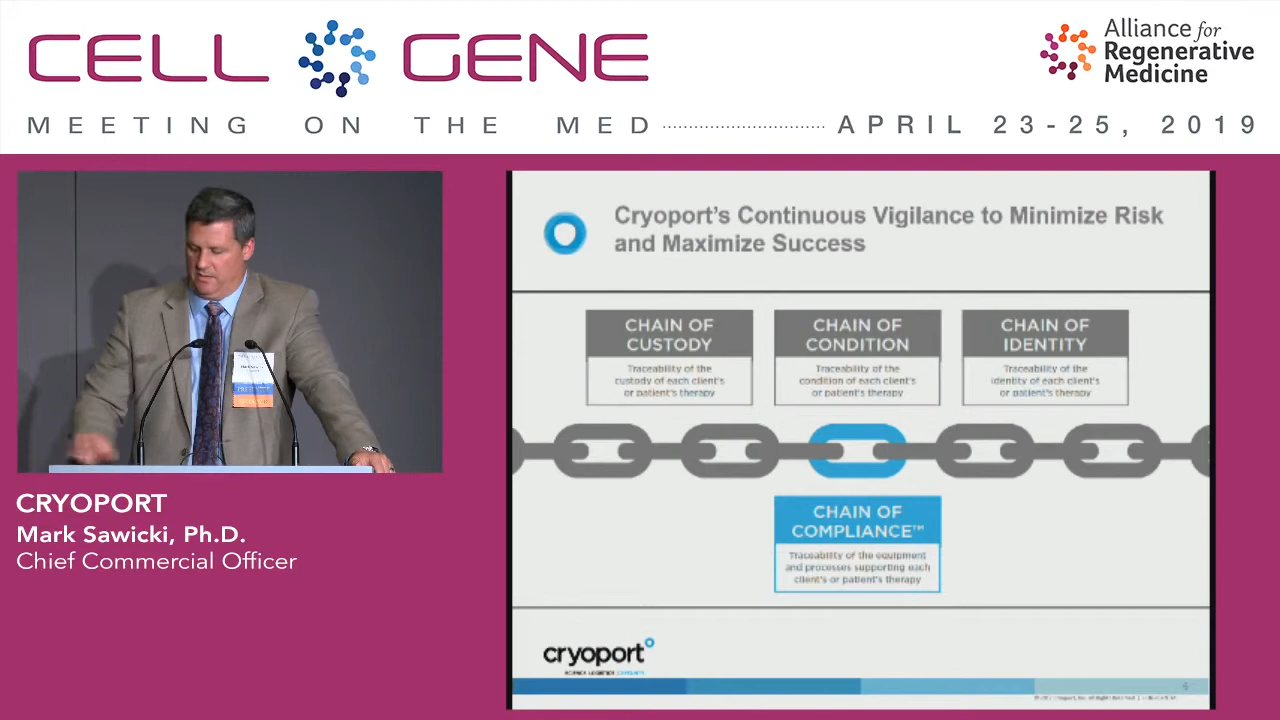 CELL GENE
Alliance for
Regenerative
Medicine
MEETING ON THE MED
APRIL 23-25, 2019
Cryoport's Continuous Vigilance to Minimize Risk
and Maximize Success
CHAIN OF
CUSTODY
Traceability of the
custody of each client's
or patient's therapy
CHAIN OF
CONDITION
Traceability of the
condition of each client's
or patient's therapy
CHAIN OF
IDENTITY
Traceability of the
identity of each client's
or patient's therapy
CHAIN OF
COMPLIANCE™
Traceability of the equipment
and processes supporting each
client's or patient's therapy
cryoport
SCIENCE. LOGISTICS.
6
CRYOPORT
Mark Sawicki, Ph.D.
Chief Commercial Officer